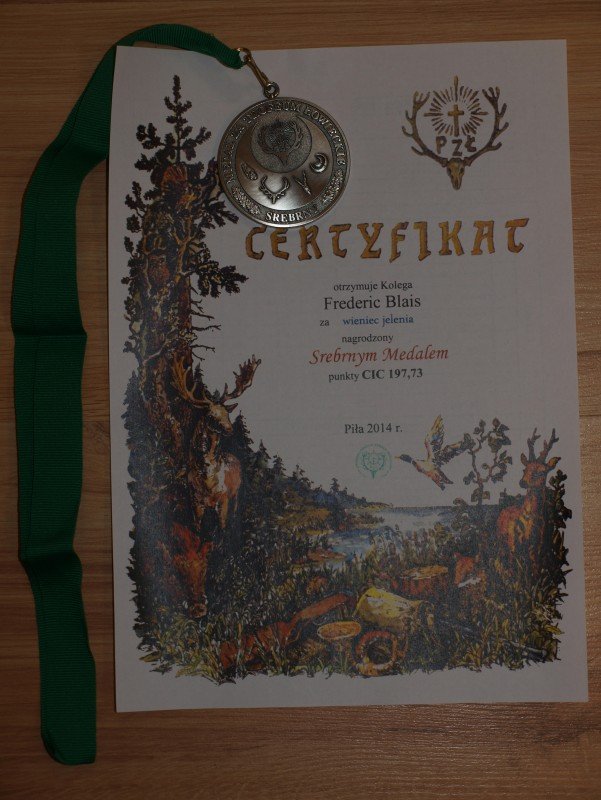 PZŁ
SREBRNY
CERTYFIKAT
otrzymuje Kolega
Frederic Blais
za wieniec jelenia
nagrodzony
Srebrnym Medalem
punkty CIC 197,73
Piła 2014 r.